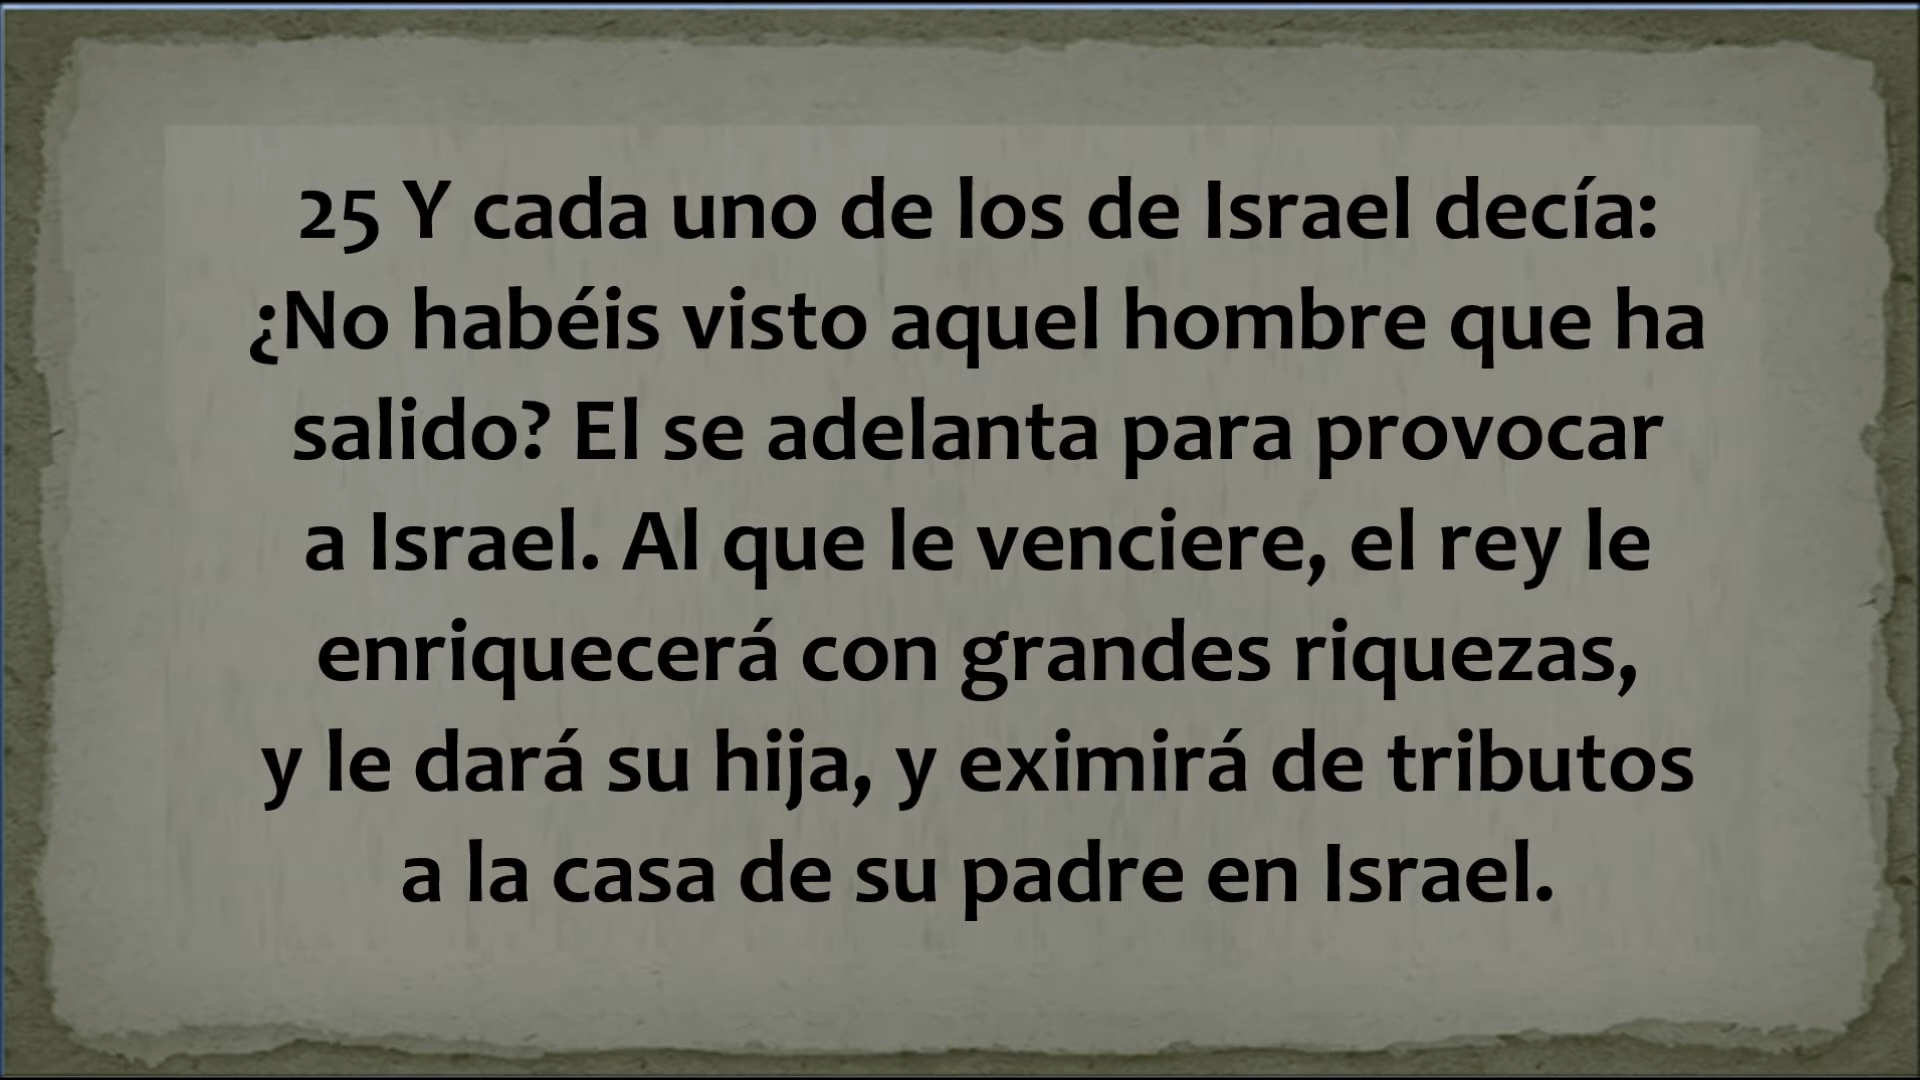 25 Y cada uno de los de Israel decía:
¿No habéis visto aquel hombre que ha
salido? El se adelanta para provocar
a Israel. Al que le venciere, el rey le
enriquecerá con grandes riquezas,
y le dará su hija, y eximirá de tributos
a la casa de su padre en Israel.